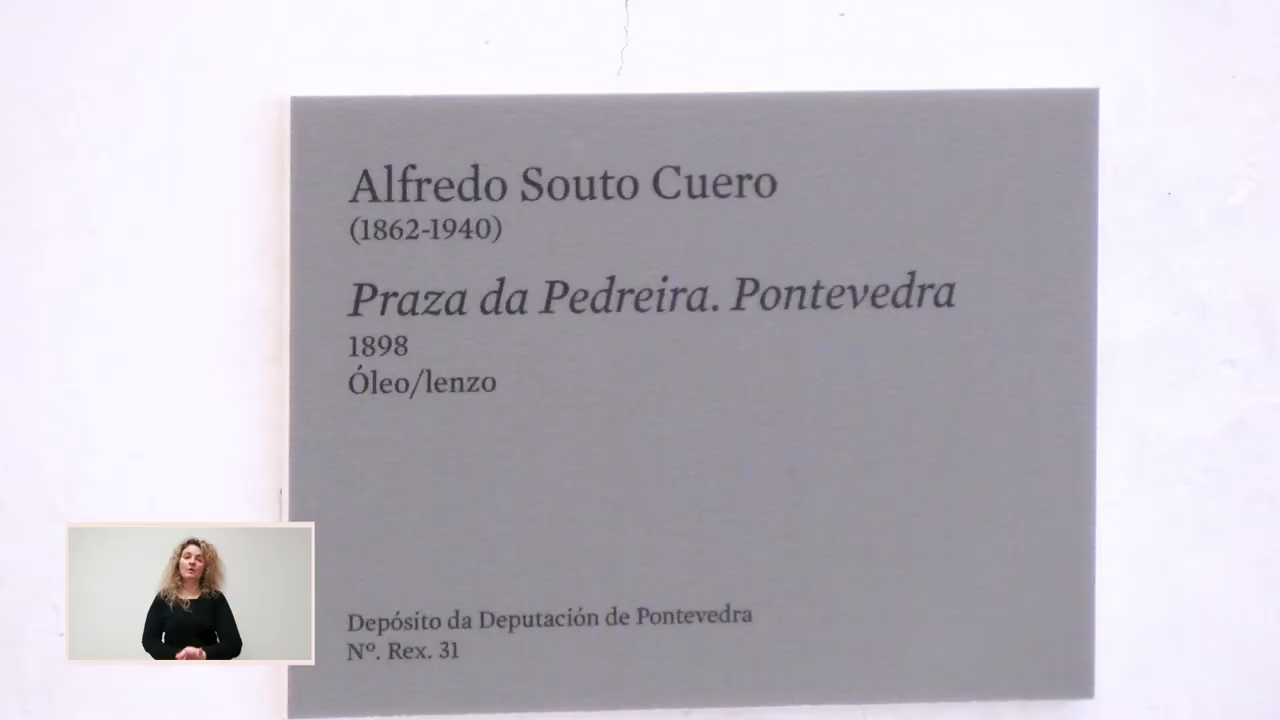 Alfredo Souto Cuero
(1862-1940)
Praza da Pedreira. Pontevedra
1898
Óleo/lenzo
Depósito da Deputación de Pontevedra
Nº. Rex. 31